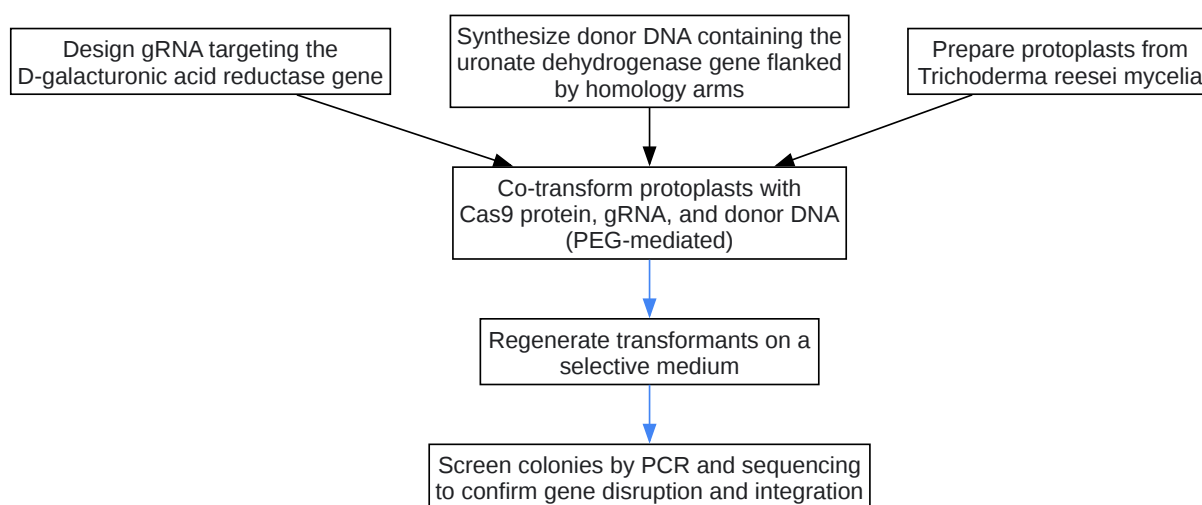 Design gRNA targeting the
D-galacturonic acid reductase gene
Synthesize donor DNA containing the
uronate dehydrogenase gene flanked
by homology arms
Prepare protoplasts from
Trichoderma reesei mycelia
Co-transform protoplasts with
Cas9 protein, gRNA, and donor DNA
(PEG-mediated)
Regenerate transformants on a
selective medium
Screen colonies by PCR and sequencing
to confirm gene disruption and integration